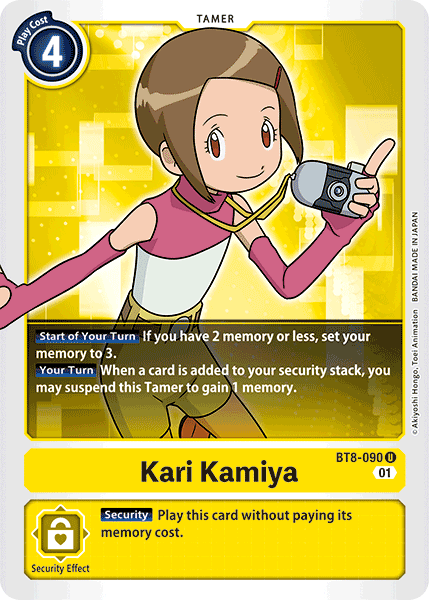 TAMER
Play Cost
4
Start of Your Turn If you have 2 memory or less, set your
memory to 3.
Your Turn When a card is added to your security stack, you
may suspend this Tamer to gain 1 memory.
©Akiyoshi Hongo, Toei Animation BANDAI MADE IN JAPAN
BT8-090 U
Kari Kamiya
01
Security Play this card without paying its
memory cost.
Security Effect